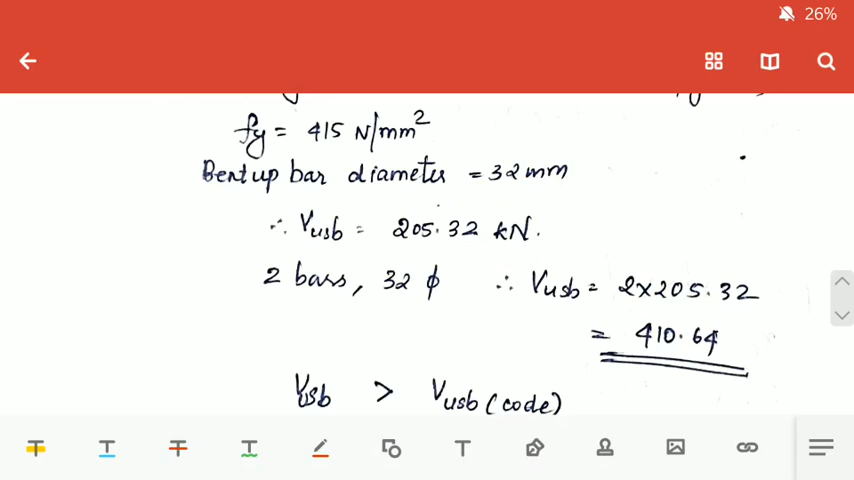 26%
fy = 415 N/mm²
Bentup bar diameter = 32 mm
∴ Vusb = 205.32 kN.
2 bars, 32 ϕ ∴ Vusb = 2×205.32
= 410.64
Vusb > Vusb (code)